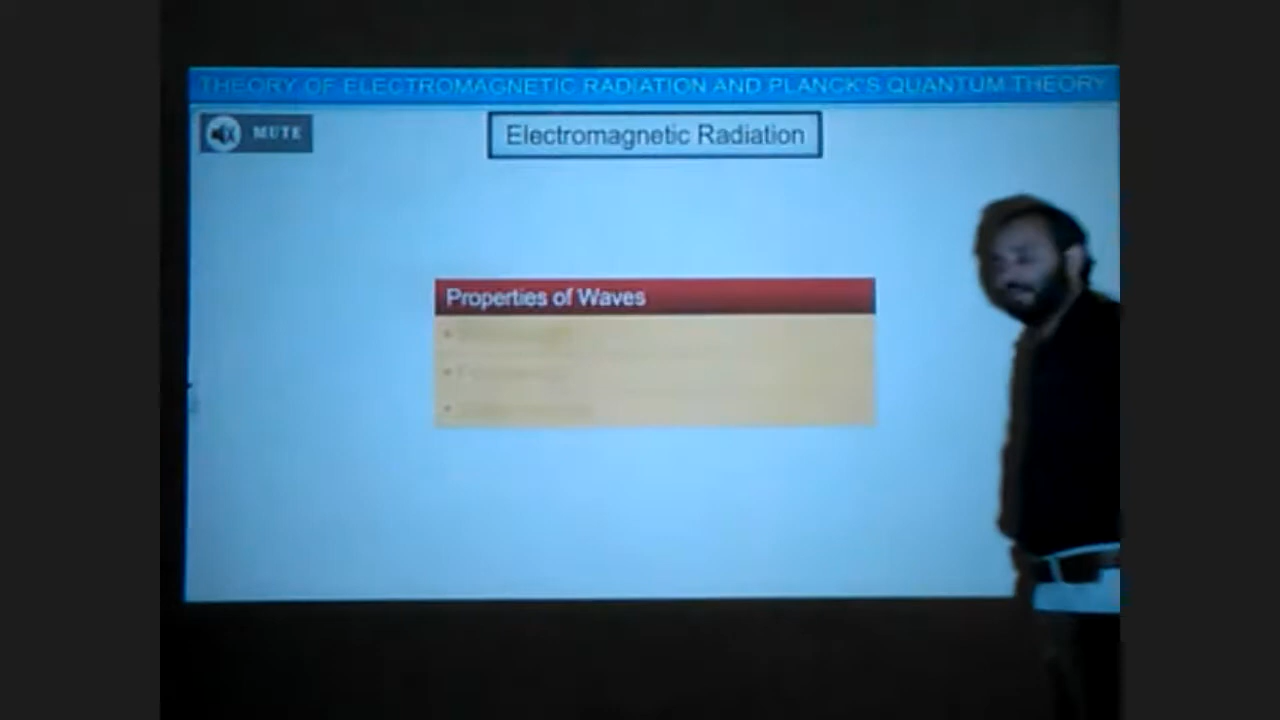 THEORY OF ELECTROMAGNETIC RADIATION AND PLANCK'S QUANTUM THEORY
MUTE
Electromagnetic Radiation
Properties of Waves